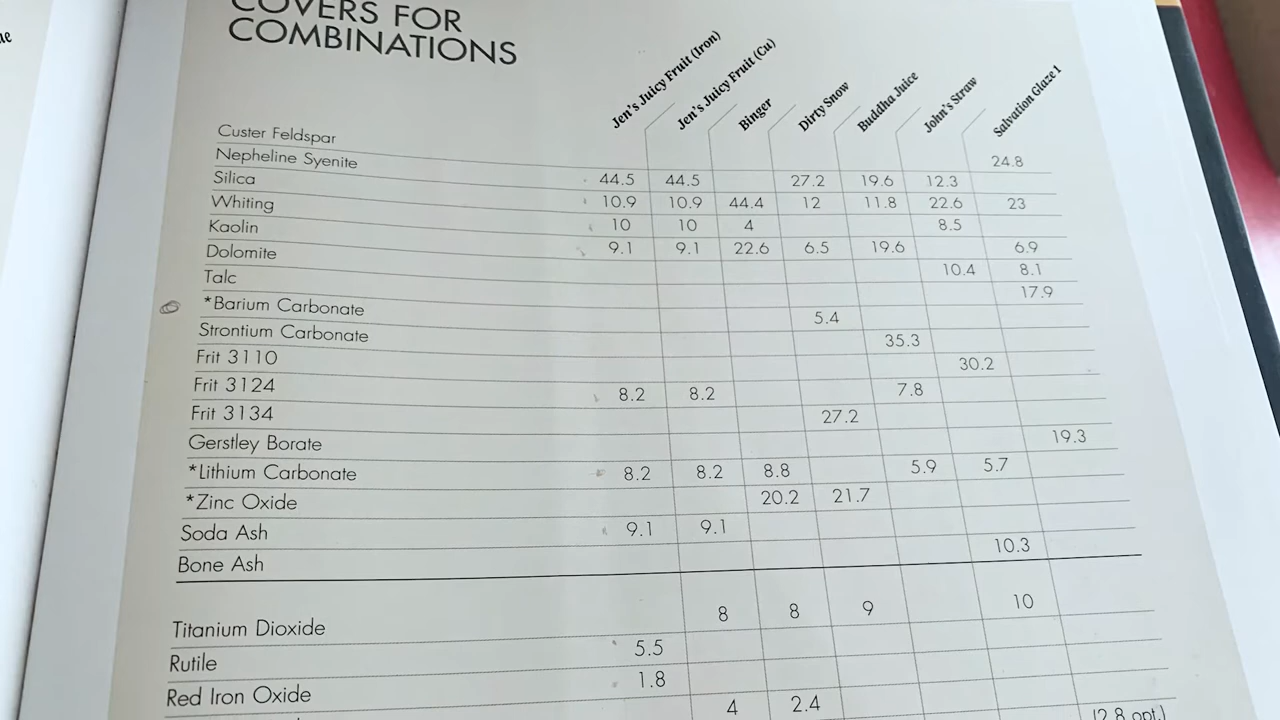 COVERS FOR
COMBINATIONS
Jen's Juicy Fruit (Iron) Jen's Juicy Fruit (Cu) Binger Dirty Snow Buddha Juice John's Straw Salvation Glaze 1
Custer Feldspar 24.8
Nepheline Syenite 44.5 44.5 27.2 19.6 12.3
Silica 10.9 10.9 44.4 12 11.8 22.6 23
Whiting 10 10 4 8.5
Kaolin 9.1 9.1 22.6 6.5 19.6 6.9
Dolomite 10.4 8.1
Talc 17.9
*Barium Carbonate 5.4
Strontium Carbonate 35.3
Frit 3110 30.2
Frit 3124 8.2 8.2 7.8
Frit 3134 27.2
Gerstley Borate 19.3
*Lithium Carbonate 8.2 8.2 8.8 5.9 5.7
*Zinc Oxide 20.2 21.7
Soda Ash 9.1 9.1
Bone Ash 10.3
Titanium Dioxide 8 8 9 10
Rutile 5.5
Red Iron Oxide 1.8
4 2.4
(2.8 opt.)